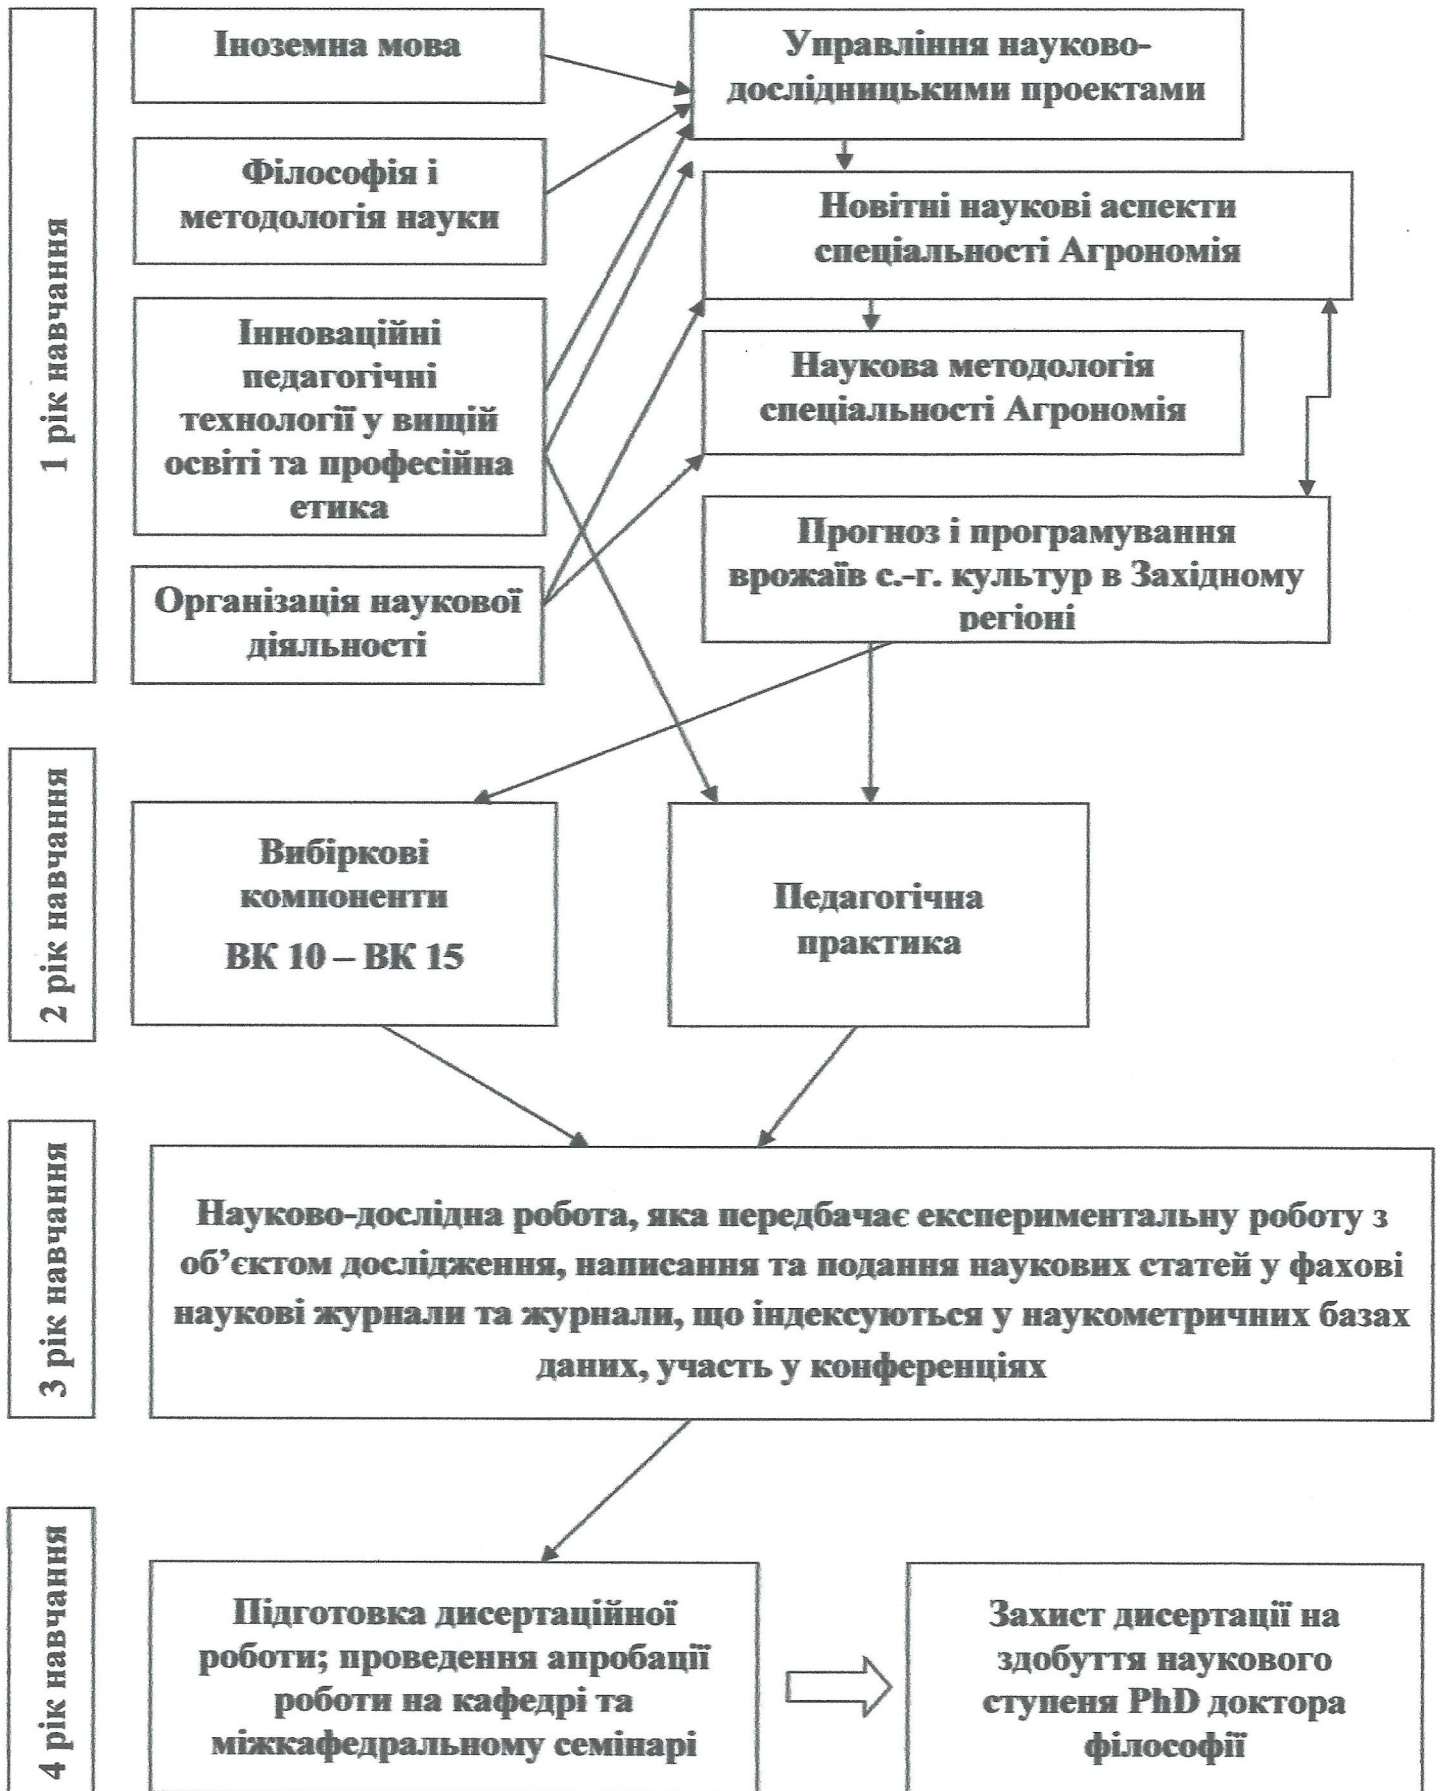 1 рік навчання
Іноземна мова
Управління науково-
дослідницькими проектами
Філософія і
методологія науки
Новітні наукові аспекти
спеціальності Агрономія
Інноваційні
педагогічні
технології у вищій
освіті та професійна
етика
Наукова методологія
спеціальності Агрономія
Організація наукової
діяльності
Прогноз і програмування
врожаїв с.-г. культур в Західному
регіоні
2 рік навчання
Вибіркові
компоненти
ВК 10 – ВК 15
Педагогічна
практика
3 рік навчання
Науково-дослідна робота, яка передбачає експериментальну роботу з
об’єктом дослідження, написання та подання наукових статей у фахові
наукові журнали та журнали, що індексуються у наукометричних базах
даних, участь у конференціях
4 рік навчання
Підготовка дисертаційної
роботи; проведення апробації
роботи на кафедрі та
міжкафедральному семінарі
Захист дисертації на
здобуття наукового
ступеня PhD доктора
філософії